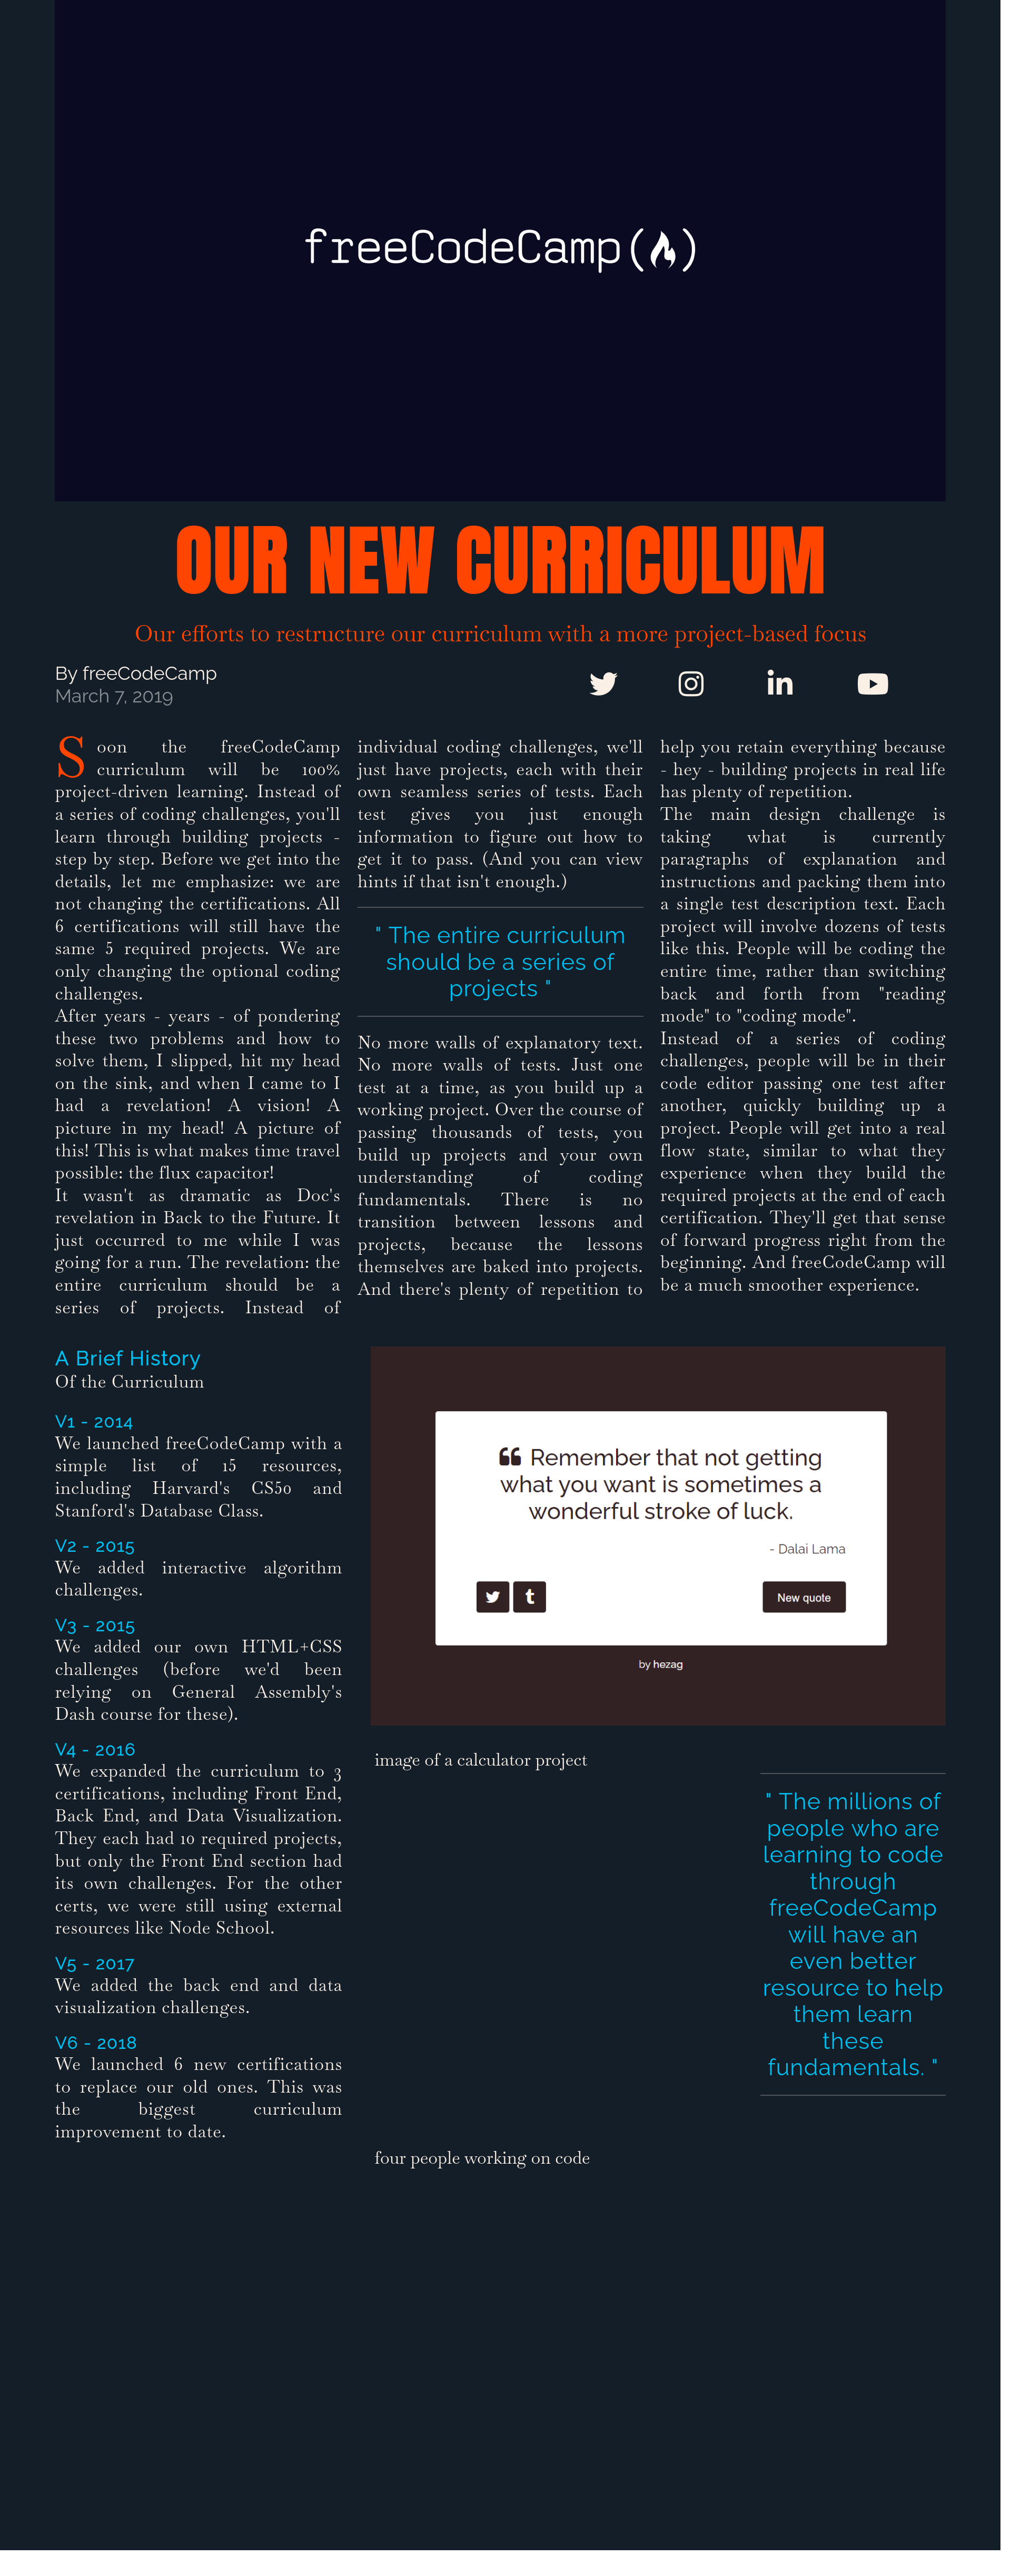 freeCodeCamp()
OUR NEW CURRICULUM
Our efforts to restructure our curriculum with a more project-based focus
By freeCodeCamp
March 7, 2019
Soon the freeCodeCamp
curriculum will be 100%
project-driven learning. Instead of
a series of coding challenges, you'll
learn through building projects -
step by step. Before we get into the
details, let me emphasize: we are
not changing the certifications. All
6 certifications will still have the
same 5 required projects. We are
only changing the optional coding
challenges.
After years - years - of pondering
these two problems and how to
solve them, I slipped, hit my head
on the sink, and when I came to I
had a revelation! A vision! A
picture in my head! A picture of
this! This is what makes time travel
possible: the flux capacitor!
It wasn't as dramatic as Doc's
revelation in Back to the Future. It
just occurred to me while I was
going for a run. The revelation: the
entire curriculum should be a
series of projects. Instead of
individual coding challenges, we'll
just have projects, each with their
own seamless series of tests. Each
test gives you just enough
information to figure out how to
get it to pass. (And you can view
hints if that isn't enough.)
" The entire curriculum
should be a series of
projects "
No more walls of explanatory text.
No more walls of tests. Just one
test at a time, as you build up a
working project. Over the course of
passing thousands of tests, you
build up projects and your own
understanding of coding
fundamentals. There is no
transition between lessons and
projects, because the lessons
themselves are baked into projects.
And there's plenty of repetition to
help you retain everything because
- hey - building projects in real life
has plenty of repetition.
The main design challenge is
taking what is currently
paragraphs of explanation and
instructions and packing them into
a single test description text. Each
project will involve dozens of tests
like this. People will be coding the
entire time, rather than switching
back and forth from "reading
mode" to "coding mode".
Instead of a series of coding
challenges, people will be in their
code editor passing one test after
another, quickly building up a
project. People will get into a real
flow state, similar to what they
experience when they build the
required projects at the end of each
certification. They'll get that sense
of forward progress right from the
beginning. And freeCodeCamp will
be a much smoother experience.
A Brief History
Of the Curriculum
V1 - 2014
We launched freeCodeCamp with a
simple list of 15 resources,
including Harvard's CS50 and
Stanford's Database Class.
V2 - 2015
We added interactive algorithm
challenges.
V3 - 2015
We added our own HTML+CSS
challenges (before we'd been
relying on General Assembly's
Dash course for these).
V4 - 2016
We expanded the curriculum to 3
certifications, including Front End,
Back End, and Data Visualization.
They each had 10 required projects,
but only the Front End section had
its own challenges. For the other
certs, we were still using external
resources like Node School.
V5 - 2017
We added the back end and data
visualization challenges.
V6 - 2018
We launched 6 new certifications
to replace our old ones. This was
the biggest curriculum
improvement to date.
“ Remember that not getting
what you want is sometimes a
wonderful stroke of luck.
- Dalai Lama
New quote
by hezag
image of a calculator project
" The millions of
people who are
learning to code
through
freeCodeCamp
will have an
even better
resource to help
them learn
these
fundamentals. "
four people working on code